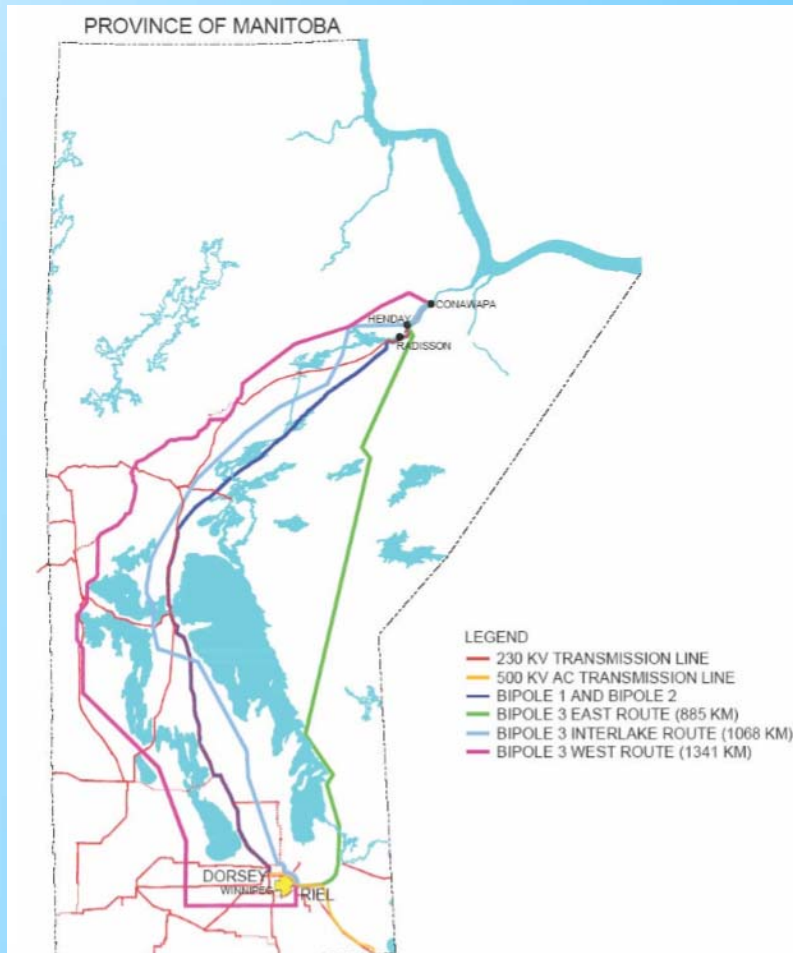 PROVINCE OF MANITOBA
CONAWAPA
HENDAY
RADISSON
LEGEND
230 KV TRANSMISSION LINE
500 KV AC TRANSMISSION LINE
BIPOLE 1 AND BIPOLE 2
BIPOLE 3 EAST ROUTE (885 KM)
BIPOLE 3 INTERLAKE ROUTE (1068 KM)
BIPOLE 3 WEST ROUTE (1341 KM)
DORSEY
WINNIPEG
RIEL